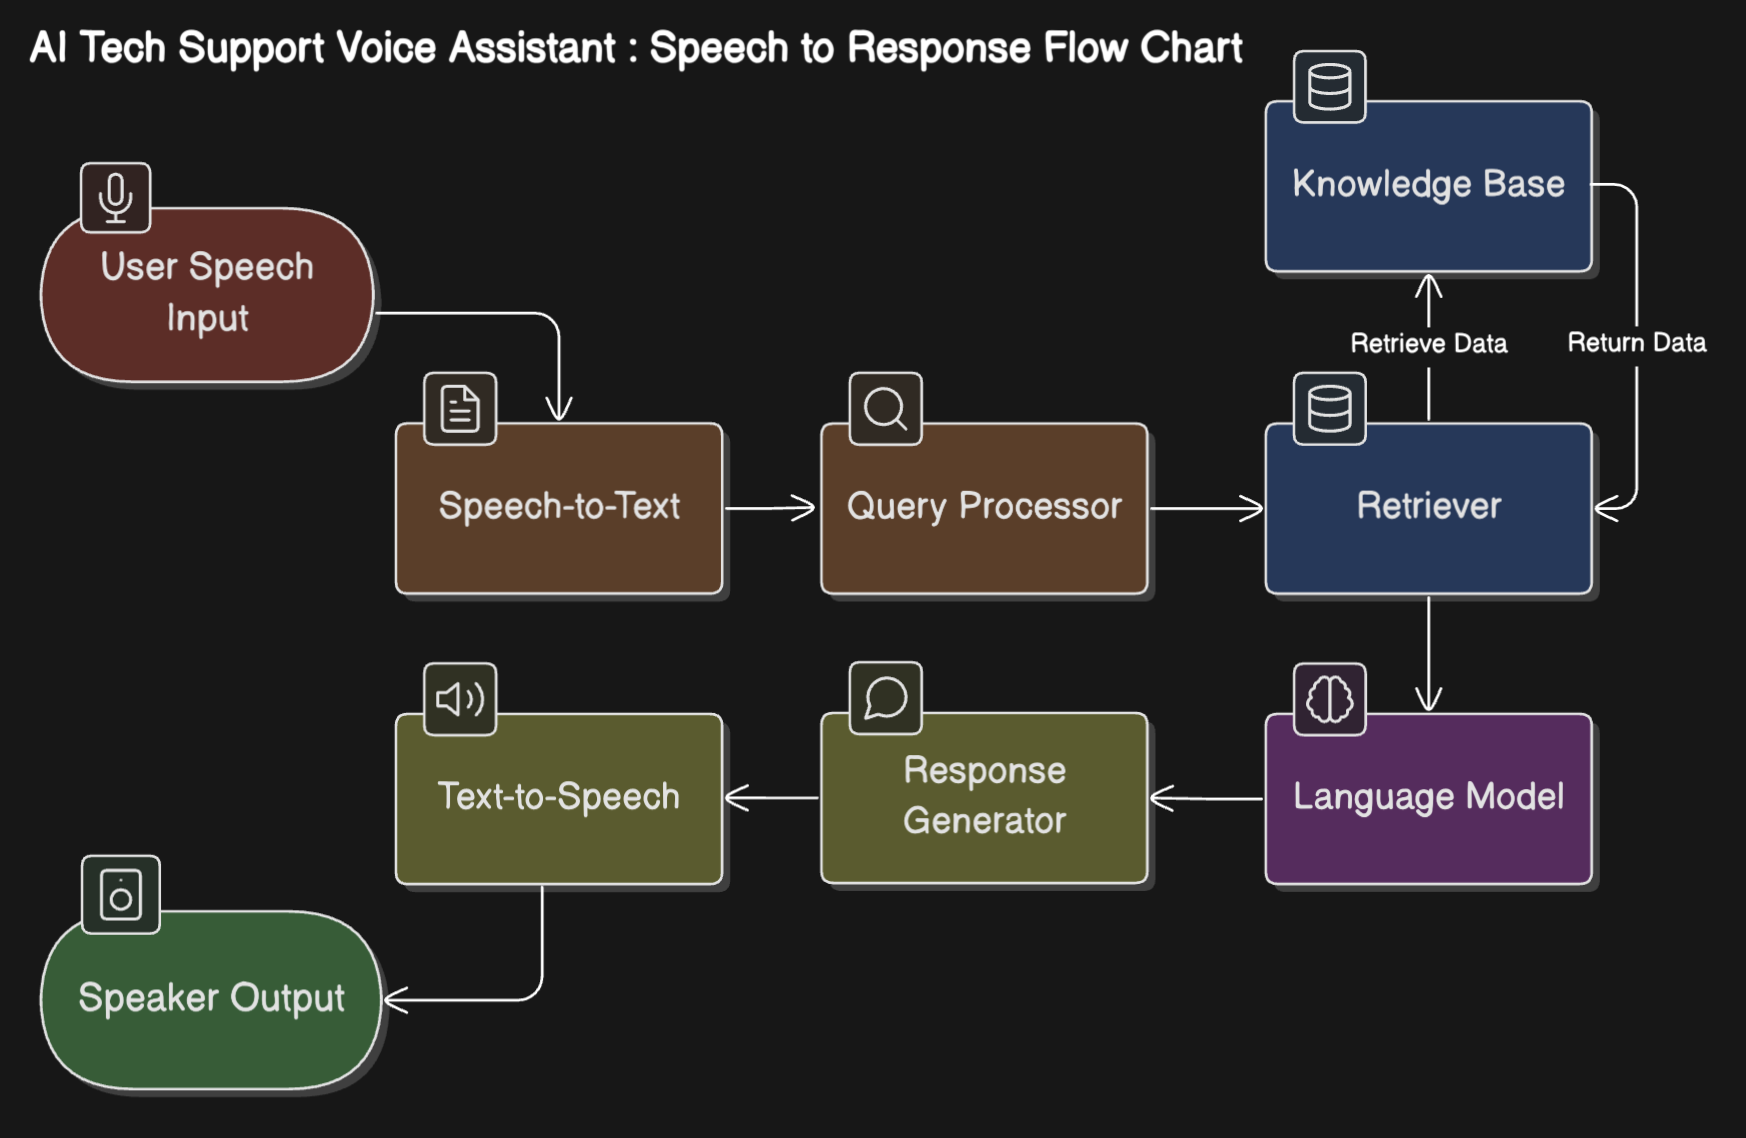 AI Tech Support Voice Assistant : Speech to Response Flow Chart
Knowledge Base
User Speech
Input
Retrieve Data
Return Data
Speech-to-Text
Query Processor
Retriever
Text-to-Speech
Response
Generator
Language Model
Speaker Output